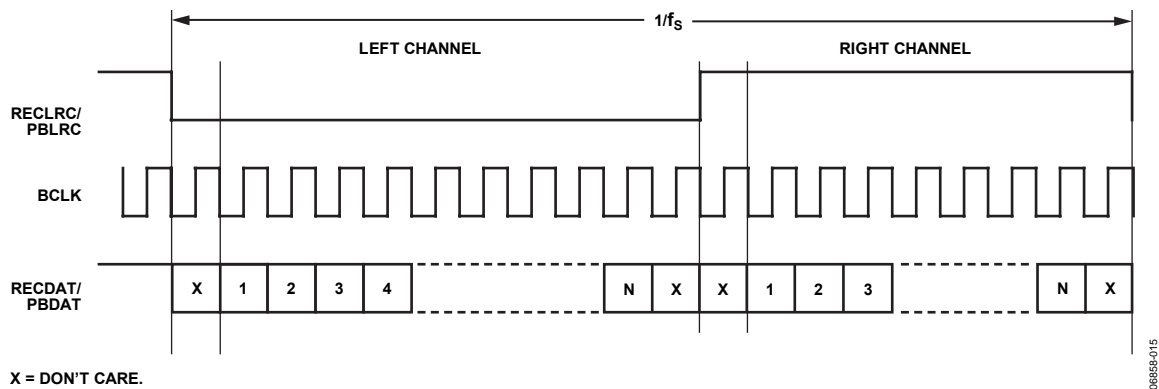 1/fS
LEFT CHANNEL RIGHT CHANNEL
RECLRC/
PBLRC
BCLK
RECDAT/
PBDAT
X 1 2 3 4 N X X 1 2 3 N X
X = DON'T CARE.
06858-015